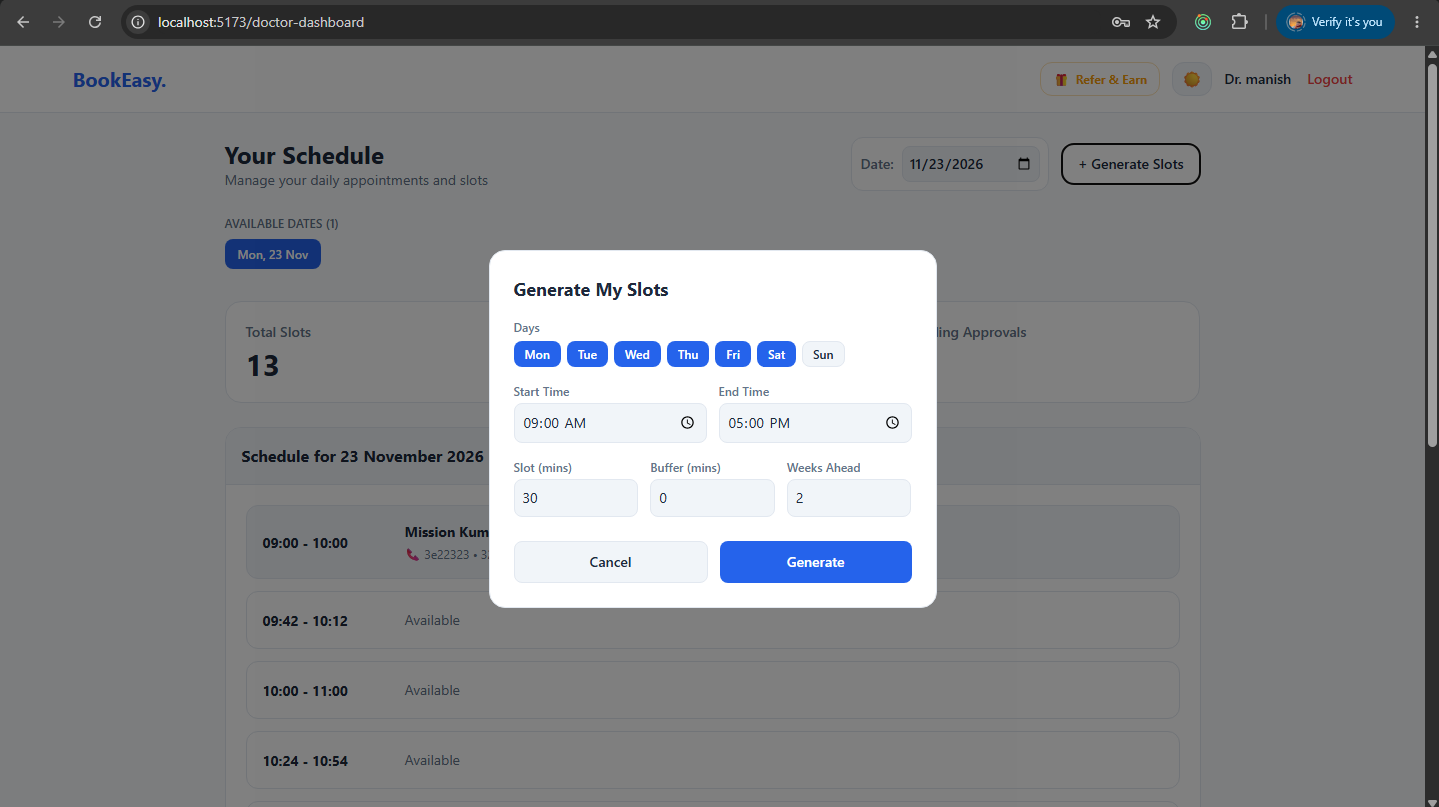 localhost:5173/doctor-dashboard
Verify it's you
BookEasy.
Refer & Earn
Dr. manish
Logout
Your Schedule
Manage your daily appointments and slots
Date:
11/23/2026
+ Generate Slots
AVAILABLE DATES (1)
Mon, 23 Nov
Total Slots
13
ling Approvals
Generate My Slots
Days
Mon Tue Wed Thu Fri Sat Sun
Start Time
End Time
09:00 AM
05:00 PM
Slot (mins)
Buffer (mins)
Weeks Ahead
30
0
2
Cancel
Generate
Schedule for 23 November 2026
09:00 - 10:00
Mission Kum
3e22323 • 3
09:42 - 10:12
Available
10:00 - 11:00
Available
10:24 - 10:54
Available